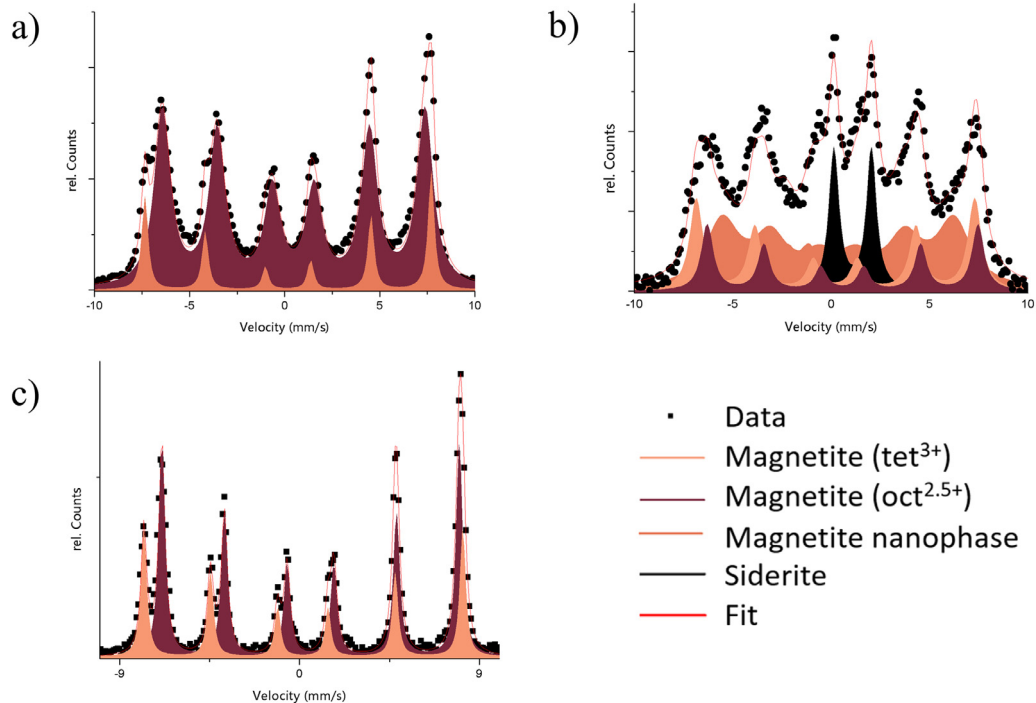 a)
rel. Counts
-10 -5 0 5 10
Velocity (mm/s)
b)
rel. Counts
-10 -5 0 5 10
Velocity (mm/s)
c)
rel. Counts
-9 0 9
Velocity (mm/s)
Data
Magnetite (tet³⁺)
Magnetite (oct²·⁵⁺)
Magnetite nanophase
Siderite
Fit